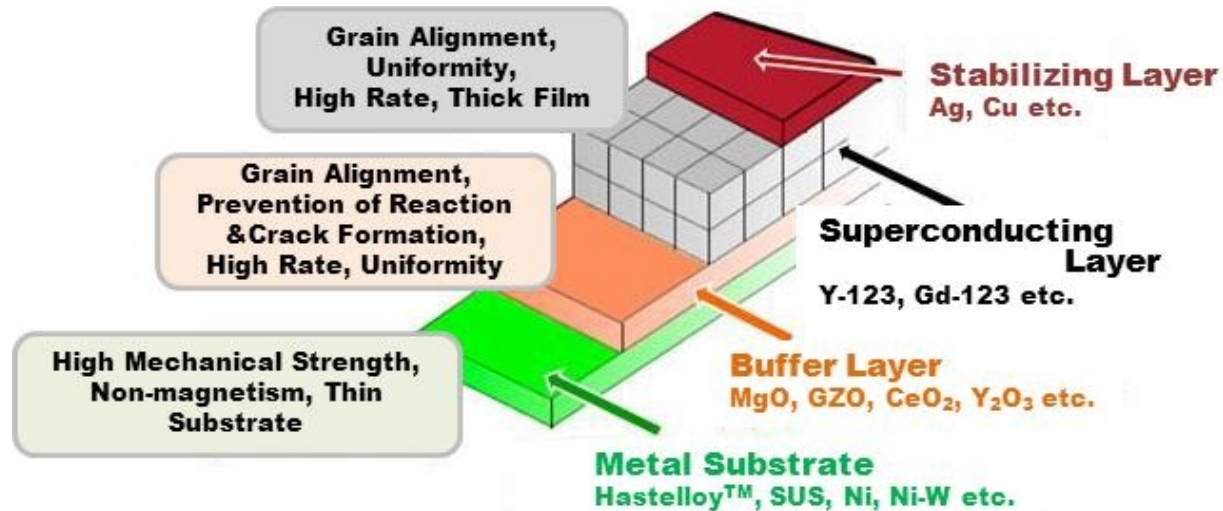 Grain Alignment,
Uniformity,
High Rate, Thick Film
Stabilizing Layer
Ag, Cu etc.
Grain Alignment,
Prevention of Reaction
&Crack Formation,
High Rate, Uniformity
Superconducting
Layer
Y-123, Gd-123 etc.
High Mechanical Strength,
Non-magnetism, Thin
Substrate
Buffer Layer
MgO, GZO, CeO₂, Y₂O₃ etc.
Metal Substrate
Hastelloy™, SUS, Ni, Ni-W etc.